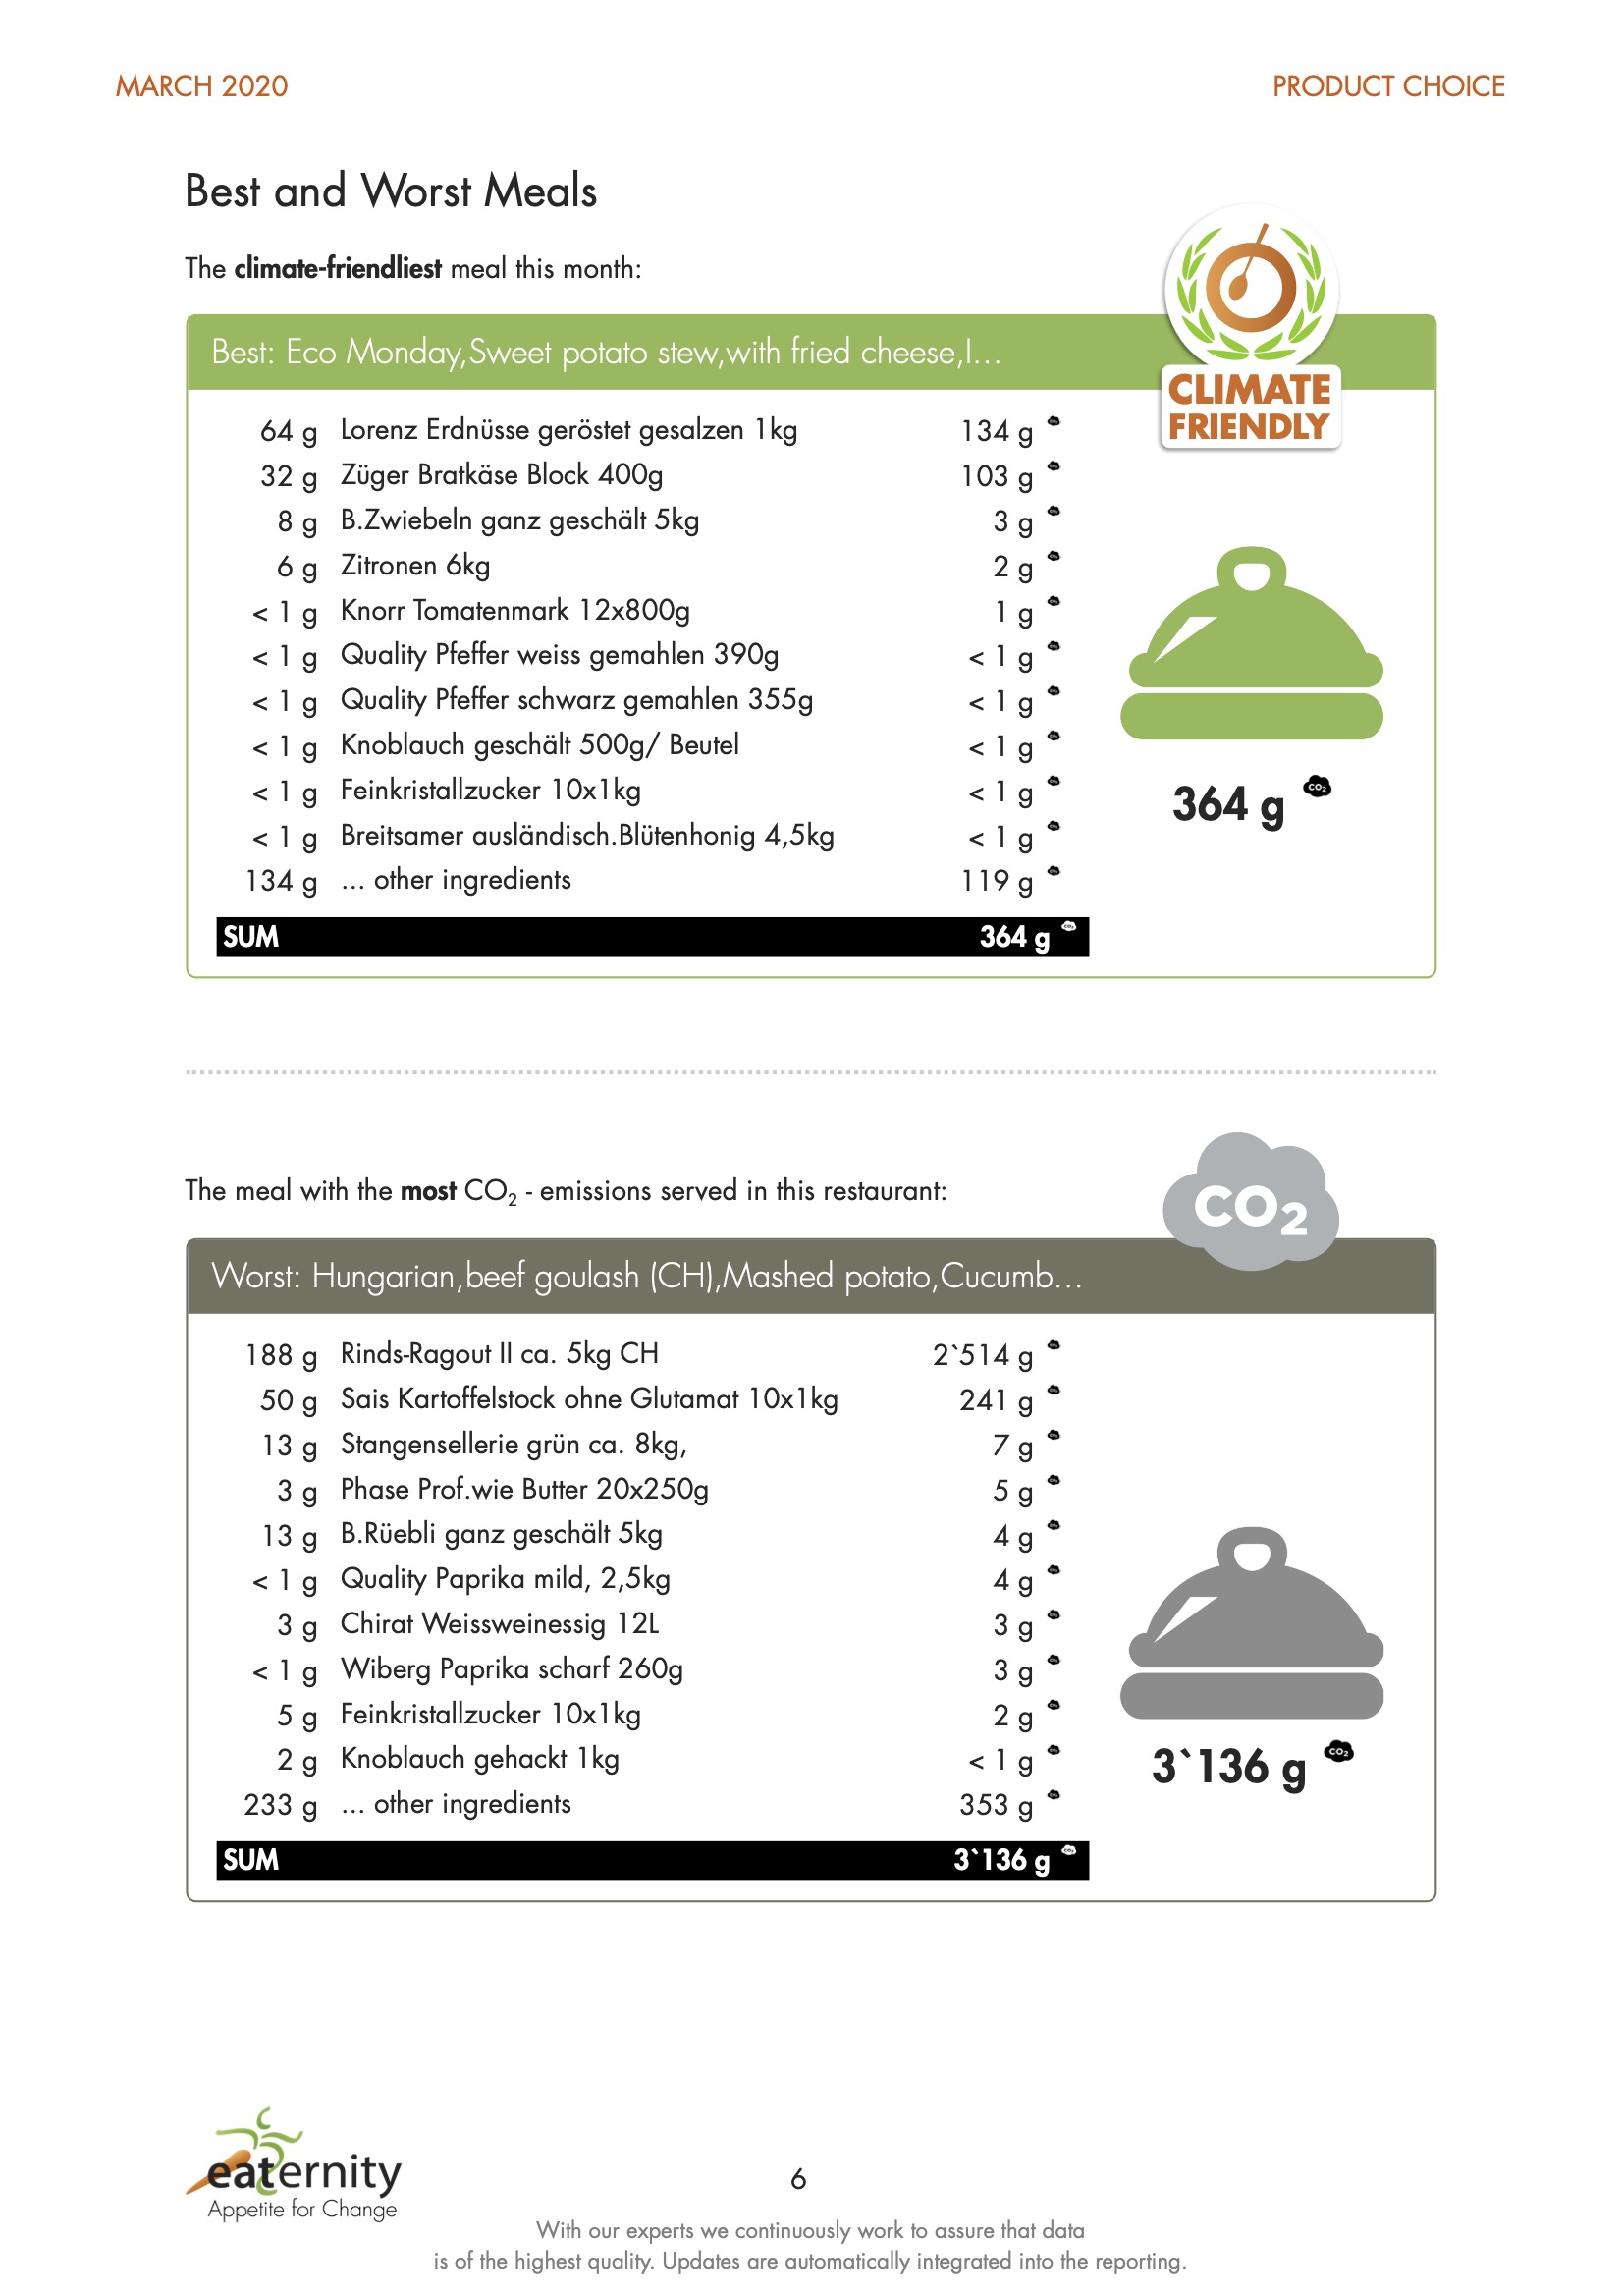 MARCH 2020 PRODUCT CHOICE
Best and Worst Meals
The climate-friendliest meal this month:
Best: Eco Monday,Sweet potato stew,with fried cheese,I...
CLIMATE
FRIENDLY
64 g Lorenz Erdnüsse geröstet gesalzen 1kg 134 g
32 g Züger Bratkäse Block 400g 103 g
8 g B.Zwiebeln ganz geschält 5kg 3 g
6 g Zitronen 6kg 2 g
< 1 g Knorr Tomatenmark 12x800g 1 g
< 1 g Quality Pfeffer weiss gemahlen 390g < 1 g
< 1 g Quality Pfeffer schwarz gemahlen 355g < 1 g
< 1 g Knoblauch geschält 500g/ Beutel < 1 g
< 1 g Feinkristallzucker 10x1kg < 1 g
< 1 g Breitsamer ausländisch.Blütenhonig 4,5kg < 1 g
134 g ... other ingredients 119 g
SUM 364 g CO₂
364 g CO₂
The meal with the most CO₂ - emissions served in this restaurant:
CO₂
Worst: Hungarian,beef goulash (CH),Mashed potato,Cucumb...
188 g Rinds-Ragout II ca. 5kg CH 2`514 g
50 g Sais Kartoffelstock ohne Glutamat 10x1kg 241 g
13 g Stangensellerie grün ca. 8kg, 7 g
3 g Phase Prof.wie Butter 20x250g 5 g
13 g B.Rüebli ganz geschält 5kg 4 g
< 1 g Quality Paprika mild, 2,5kg 4 g
3 g Chirat Weissweinessig 12L 3 g
< 1 g Wiberg Paprika scharf 260g 3 g
5 g Feinkristallzucker 10x1kg 2 g
2 g Knoblauch gehackt 1kg < 1 g
233 g ... other ingredients 353 g
SUM 3`136 g CO₂
3`136 g CO₂
eaternity
Appetite for Change
6
With our experts we continuously work to assure that data
is of the highest quality. Updates are automatically integrated into the reporting.